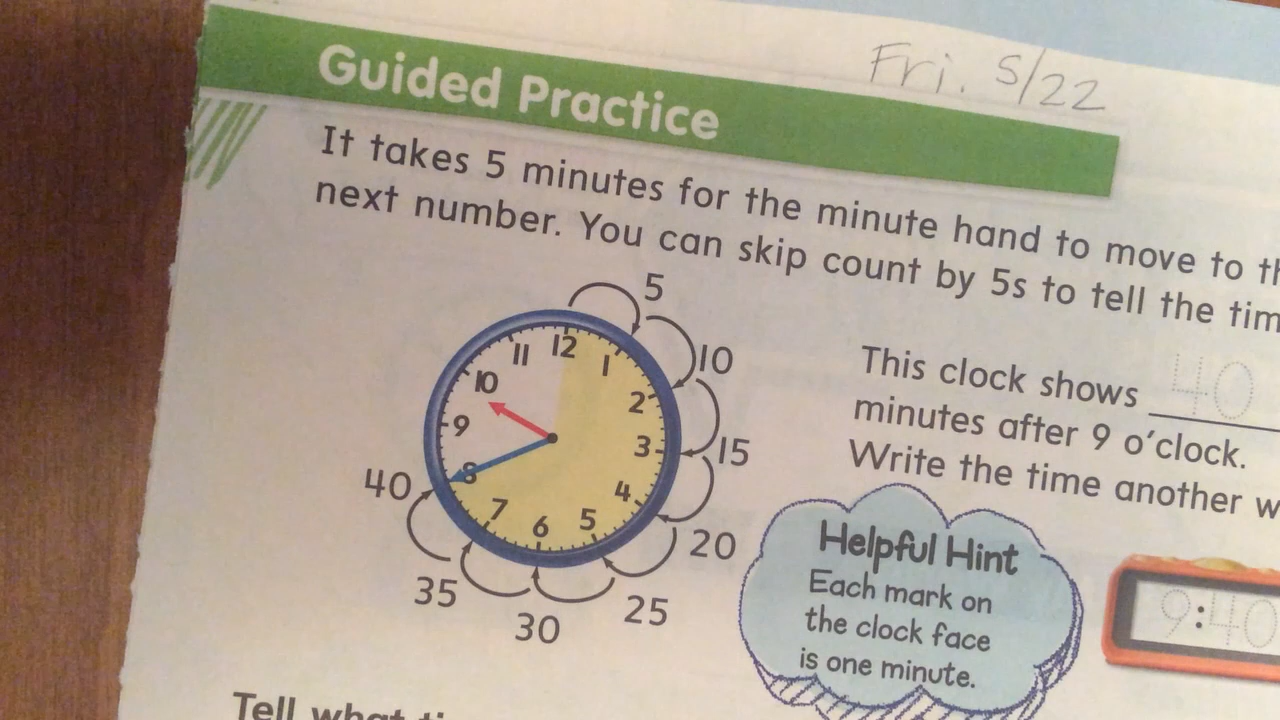 Fri. 5/22
Guided Practice
It takes 5 minutes for the minute hand to move to
next number. You can skip count by 5s to tell the
5
10
15
20
25
30
35
40
12
1
2
3
4
5
6
7
8
9
10
11
This clock shows 40
minutes after 9 o'clock.
Write the time another
Helpful Hint
Each mark on
the clock face
is one minute.
9:40
Tell what